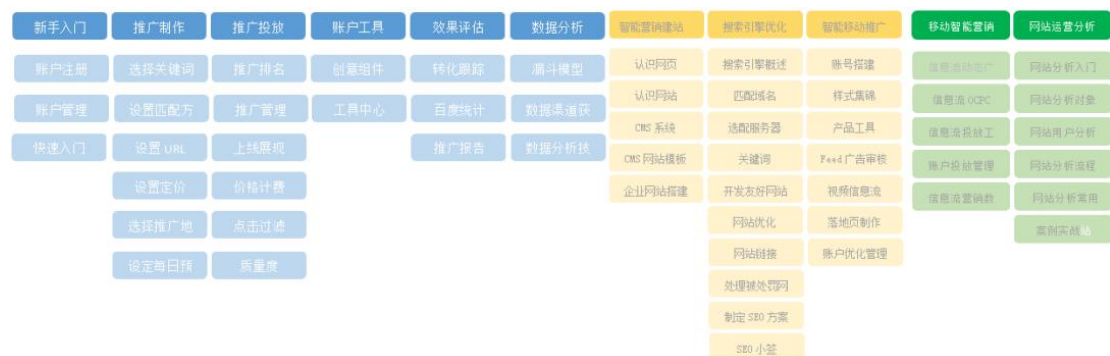 新手入门 推广制作 推广投放 账户工具 效果评估 数据分析 智能营销建站 搜索引擎优化 智能移动推广 移动智能营销 网站运营分析
账户注册 选择关键词 推广排名 创意组件 转化跟踪 漏斗模型 认识网页 搜索引擎概述 账号搭建 信息流动态广 网站分析入门
账户管理 设置匹配方 推广管理 工具中心 百度统计 数据渠道获 认识网站 匹配域名 样式集锦 信息流 OCPC 网站分析对象
快速入门 设置 URL 上线展现 推广报告 数据分析技 CMS 系统 选配服务器 产品工具 信息流投放工 网站用户分析
设置定价 价格计费 CMS 网站模板 关键词 Feed 广告审核 账户投放管理 网站分析流程
选择推广地 点击过滤 企业网站搭建 开发友好网站 视频信息流 信息流营销数 网站分析常用
设定每日预 质量度 网站优化 落地页制作 案例实战站
网站链接 账户优化管理
处理被处罚网
制定 SEO 方案
SEO 小签